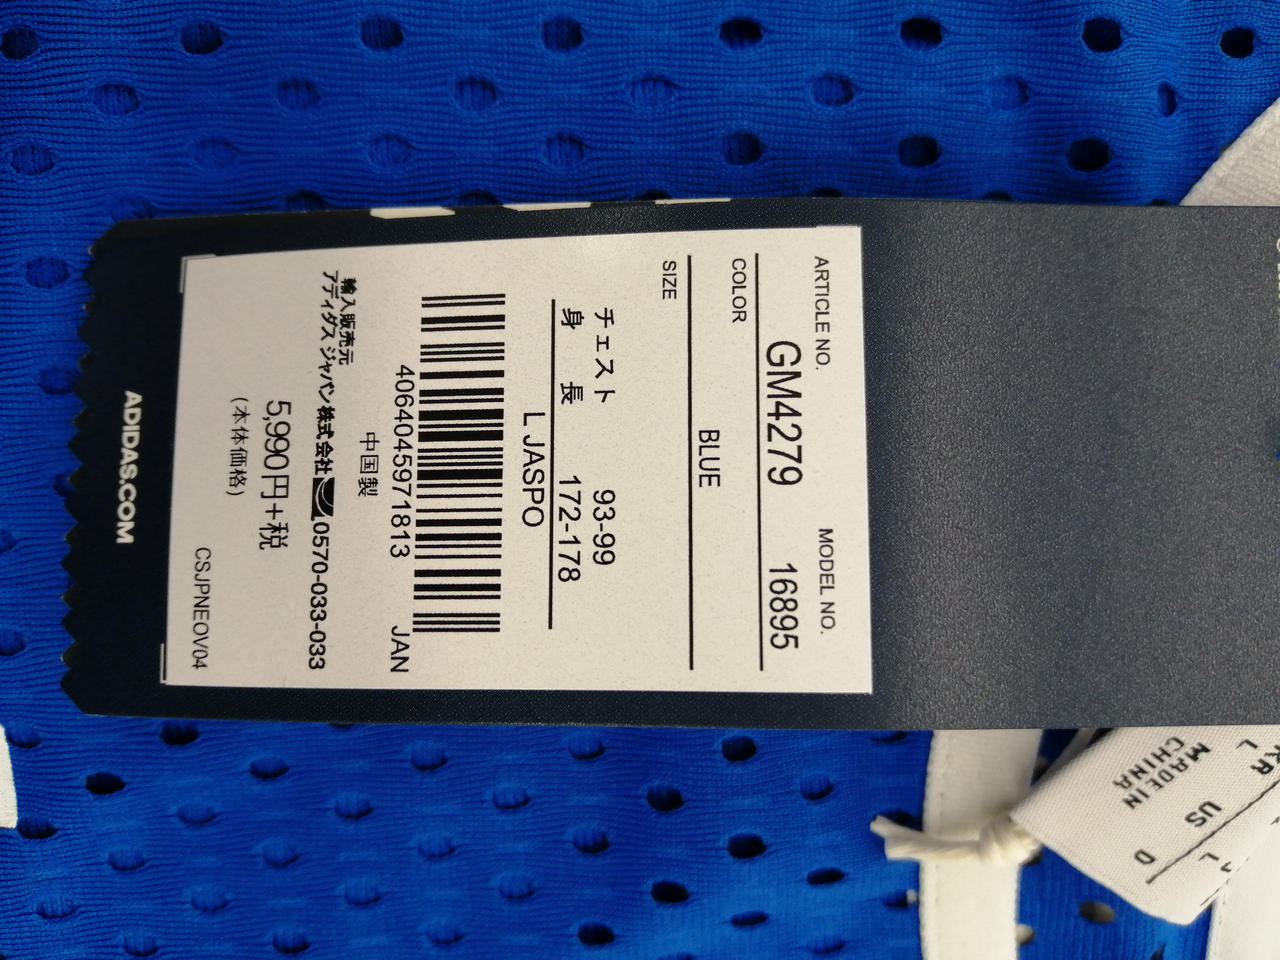 ARTICLE NO. MODEL NO.
GM4279 16895
COLOR
BLUE
SIZE
チェスト 93-99
身 長 172-178
L JASPO
4064045971813 JAN
中国製
輸入販売元
アディダス ジャパン 株式会社 0570-033-033
5,990円+税
(本体価格)
CSJPNEOV04
ADIDAS.COM
L
MADE IN
CHINA
US
L
D